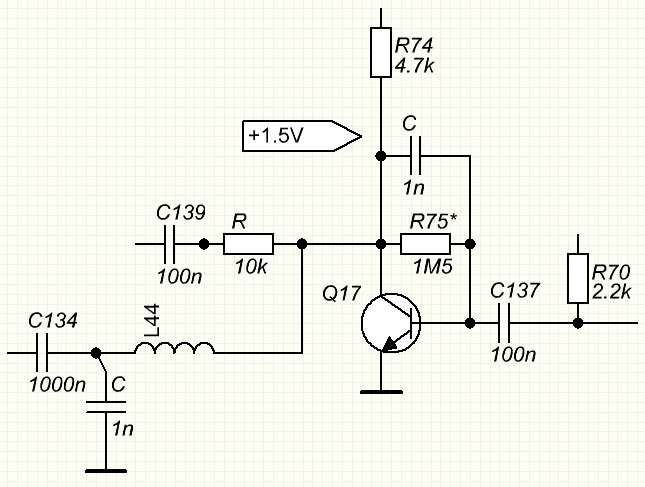 R74
4.7k
+1.5V
C
1n
C139
R
R75*
100n
10k
1M5
R70
2.2k
Q17
C137
100n
C134
L44
1000n
C
1n